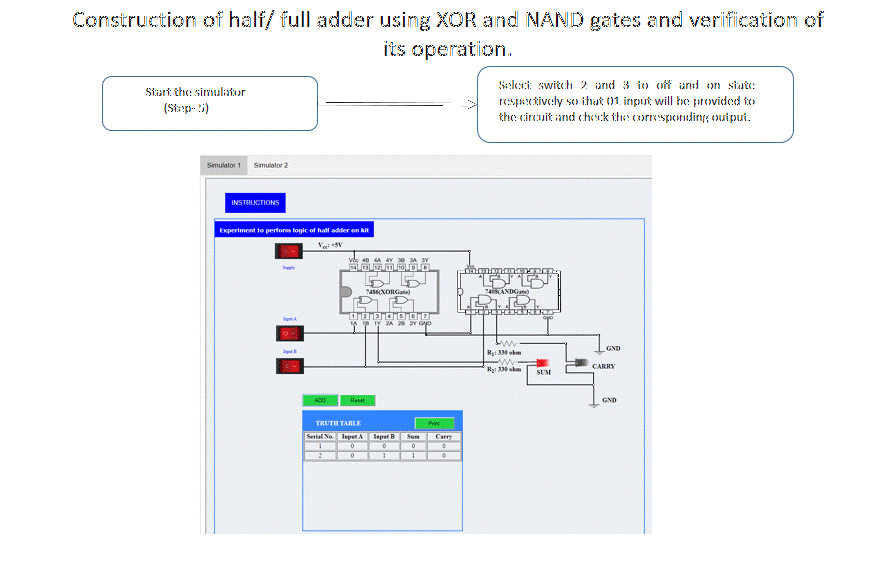 Construction of half/ full adder using XOR and NAND gates and verification of
its operation.
Start the simulator
(Step- 5)
Select switch 2 and 3 to off and on state
respectively so that 01 input will be provided to
the circuit and check the corresponding output.
Simulator 1 Simulator 2
INSTRUCTIONS
Experiment to perform logic of half adder on kit
Vcc: +5V
Supply
Vcc 4B 4A 4Y 3B 3A 3Y
14 13 12 11 10 9 8
7486(XORGate)
1 2 3 4 5 6 7
1A 1B 1Y 2A 2B 2Y GND
Vcc
7408(ANDGate)
GND
Input A
Input B
R1: 330 ohm
R2: 330 ohm
SUM
CARRY
GND
GND
ADD Reset
TRUTH TABLE Print
Serial No. Input A Input B Sum Carry
1 0 0 0 0
2 0 1 1 0